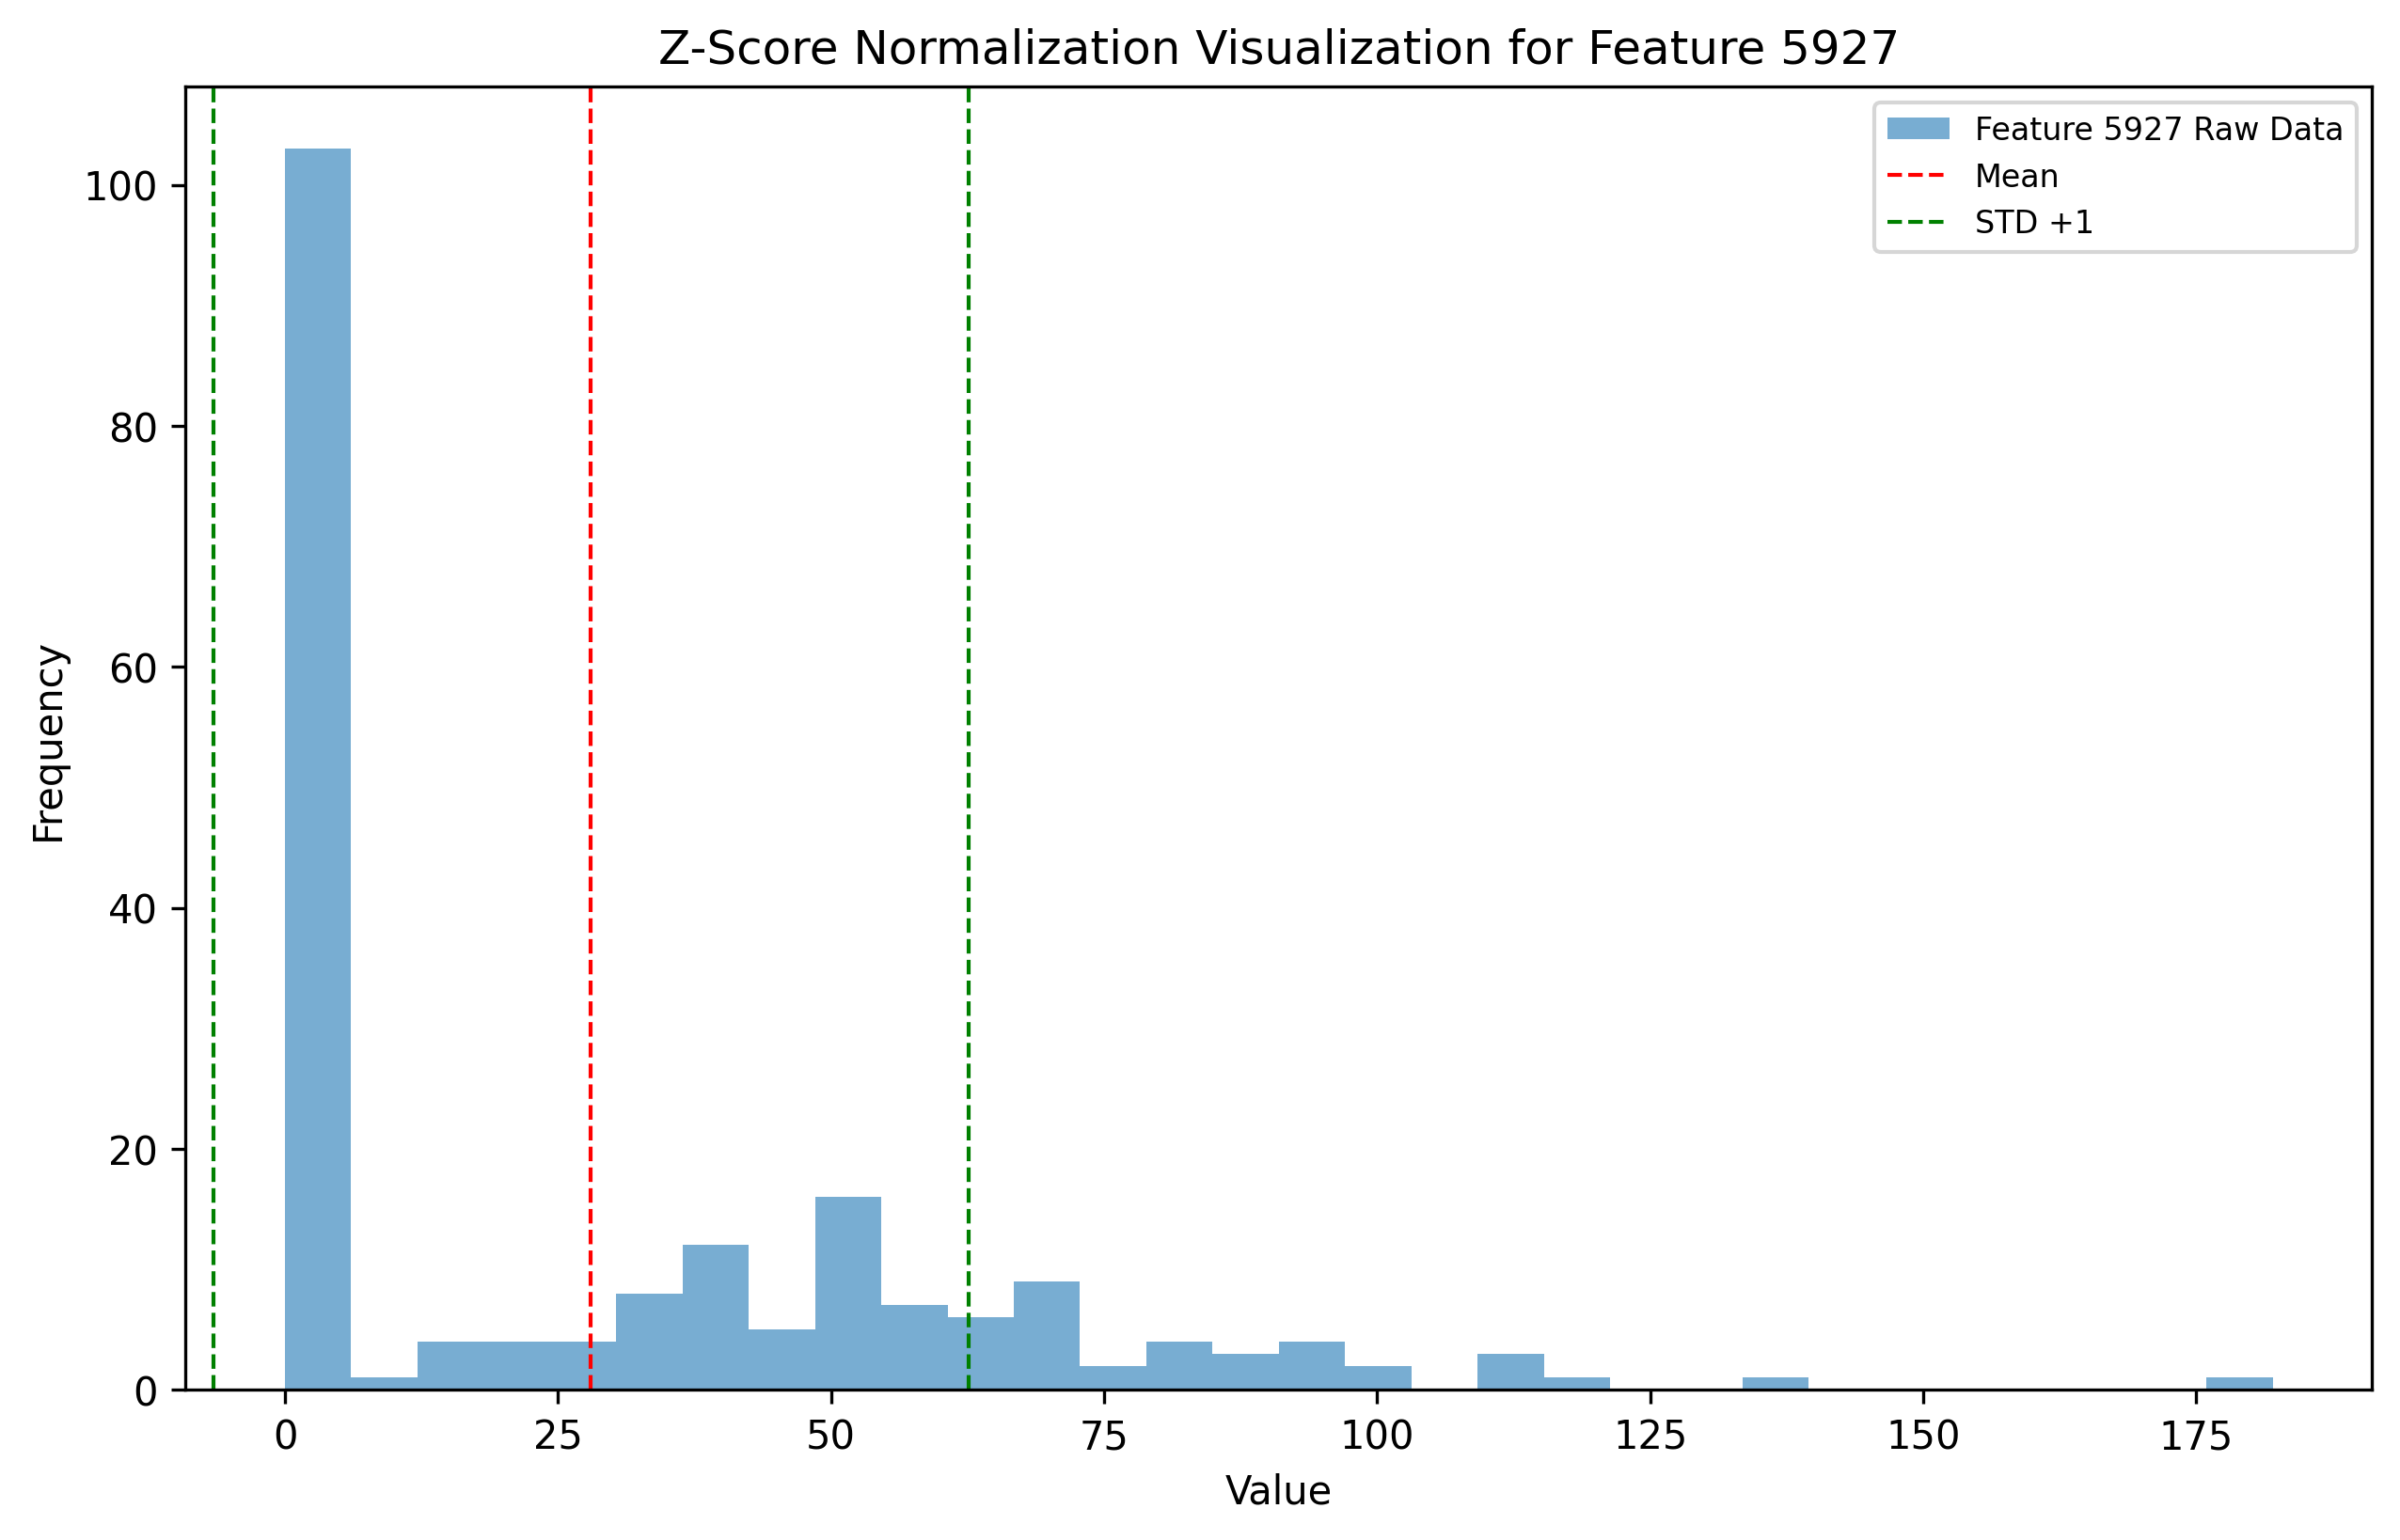 Z-Score Normalization Visualization for Feature 5927
Feature 5927 Raw Data
Mean
STD +1
100
80
60
40
20
0
Frequency
0 25 50 75 100 125 150 175
Value